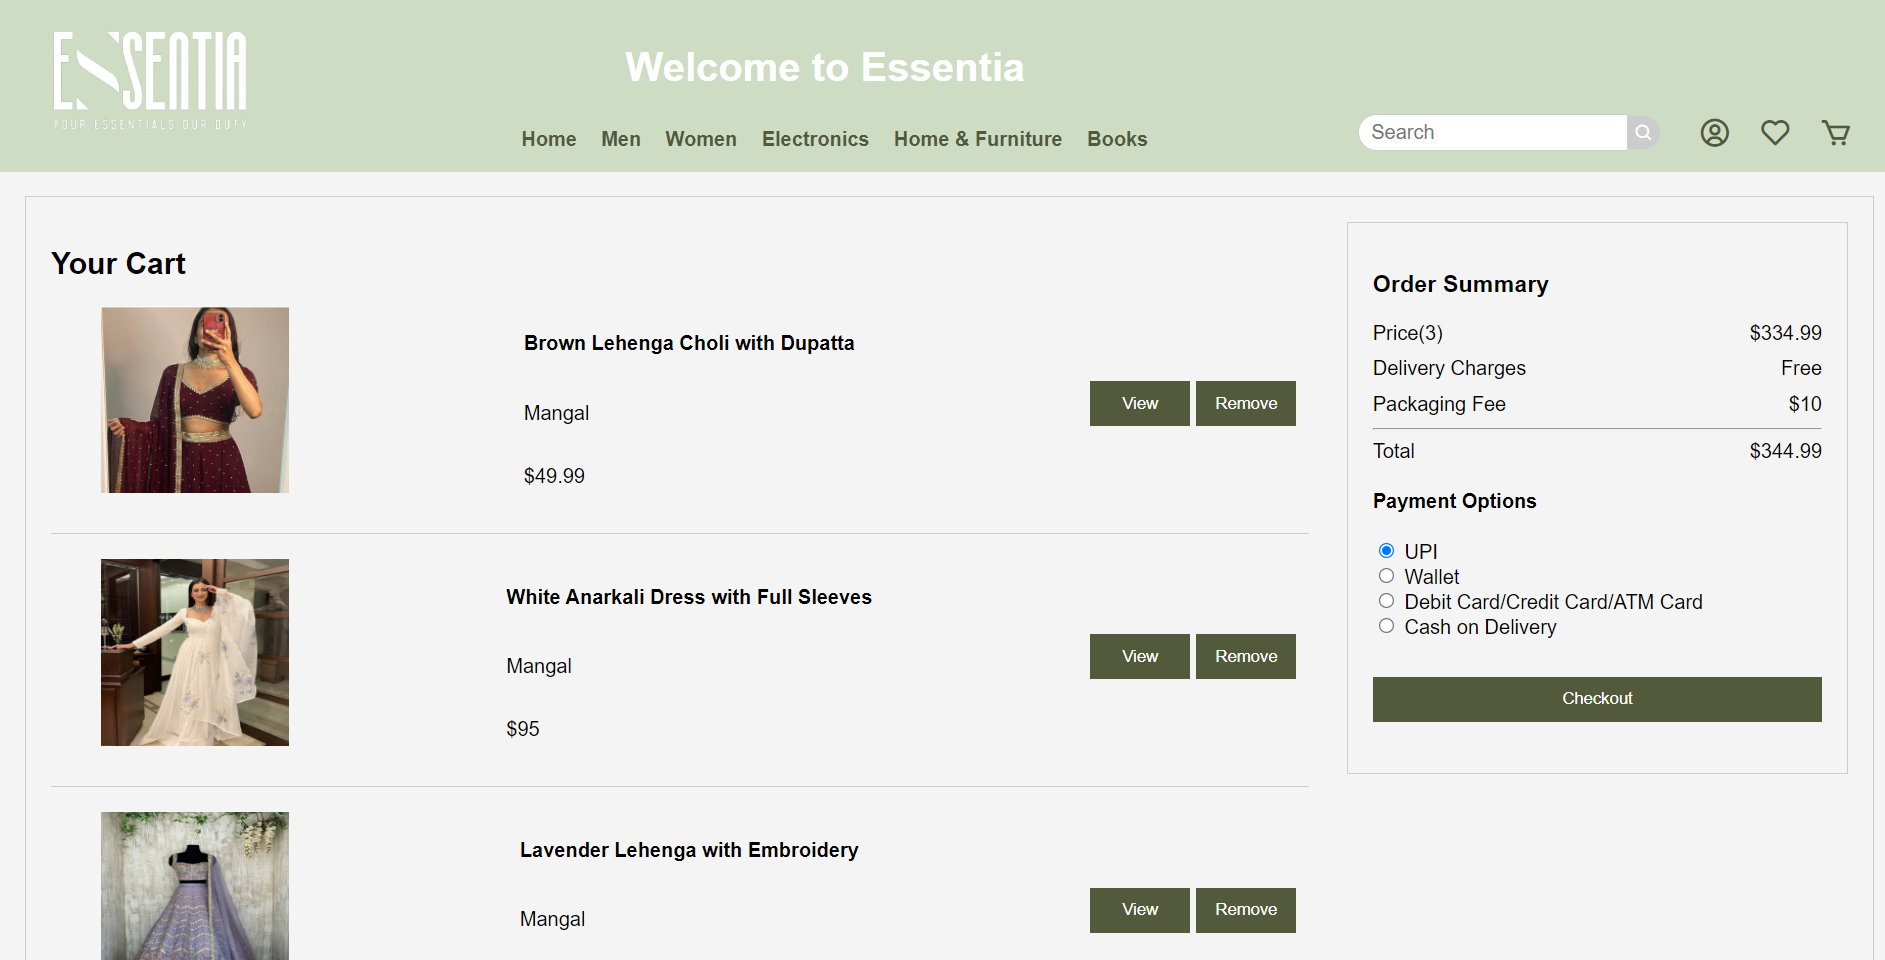 ESSENTIA
YOUR ESSENTIALS OUR DUTY
Welcome to Essentia
Home Men Women Electronics Home & Furniture Books
Search
Your Cart
Brown Lehenga Choli with Dupatta
Mangal
$49.99
View Remove
White Anarkali Dress with Full Sleeves
Mangal
$95
View Remove
Lavender Lehenga with Embroidery
Mangal
View Remove
Order Summary
Price(3) $334.99
Delivery Charges Free
Packaging Fee $10
Total $344.99
Payment Options
UPI
Wallet
Debit Card/Credit Card/ATM Card
Cash on Delivery
Checkout